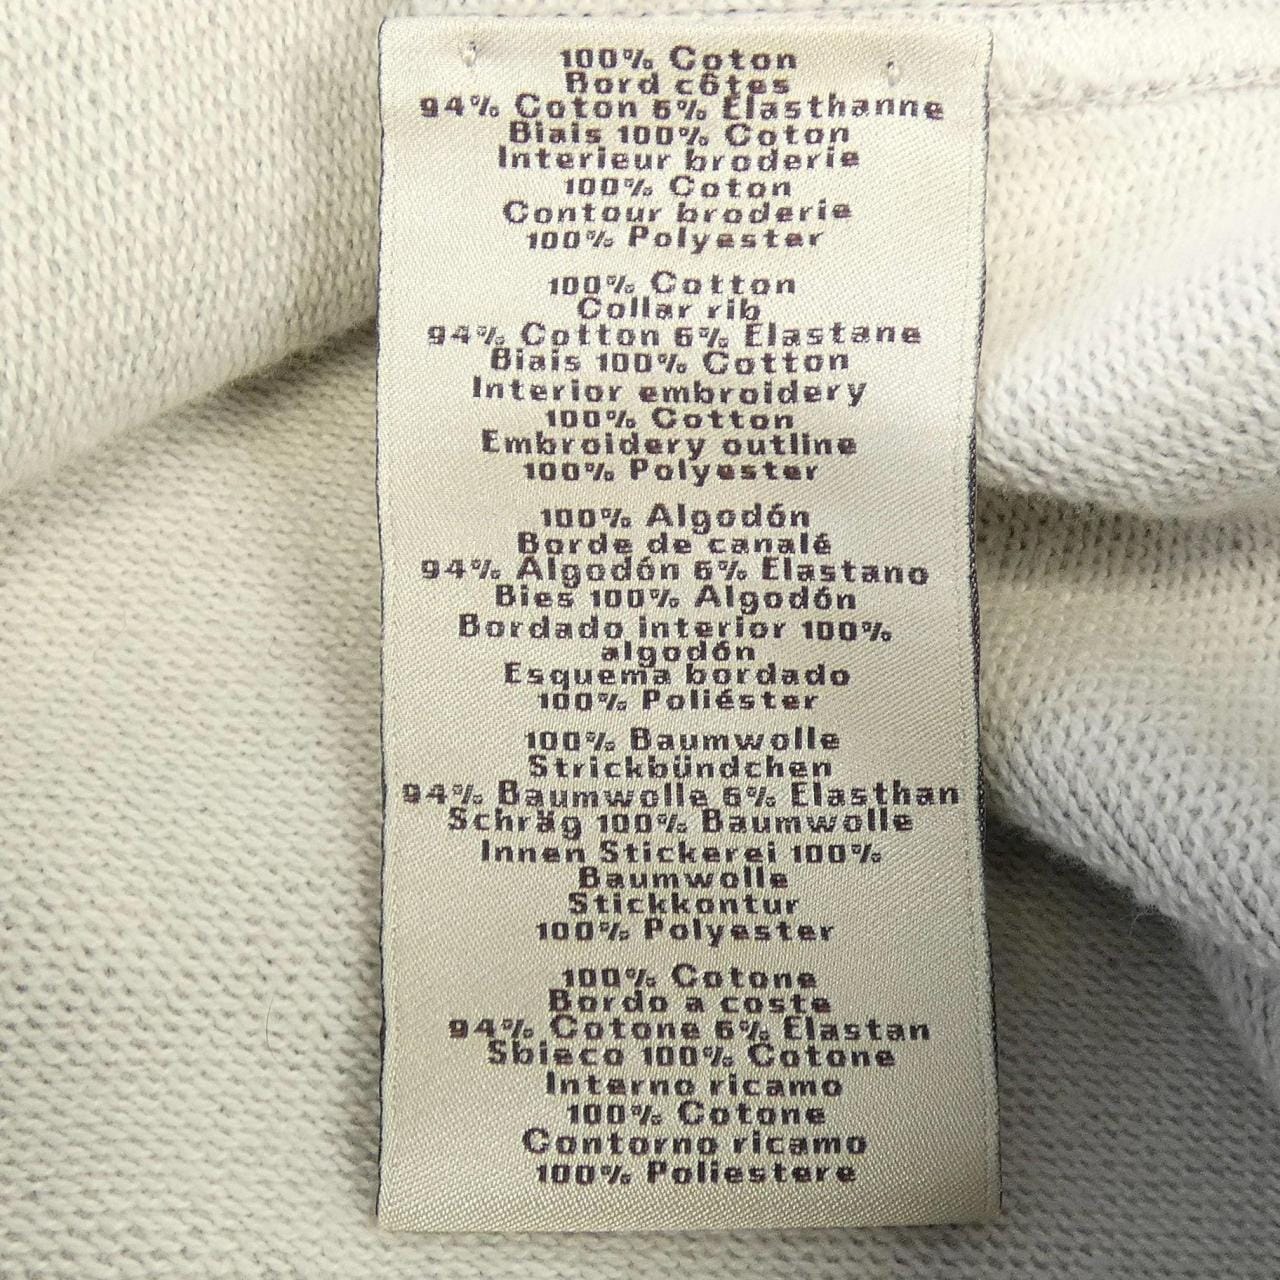 100% Coton
Bord côtes
94% Coton 6% Elasthanne
Biais 100% Coton
Interieur broderie
100% Coton
Contour broderie
100% Polyester
100% Cotton
Collar rib
94% Cotton 6% Elastane
Biais 100% Cotton
Interior embroidery
100% Cotton
Embroidery outline
100% Polyester
100% Algodón
Borde de canalé
94% Algodón 6% Elastano
Bies 100% Algodón
Bordado interior 100%
algodón
Esquema bordado
100% Poliéster
100% Baumwolle
Strickbündchen
94% Baumwolle 6% Elasthan
Schräg 100% Baumwolle
Innen Stickerei 100%
Baumwolle
Stickkontur
100% Polyester
100% Cotone
Bordo a coste
94% Cotone 6% Elastan
Sbieco 100% Cotone
Interno ricamo
100% Cotone
Contorno ricamo
100% Poliestere